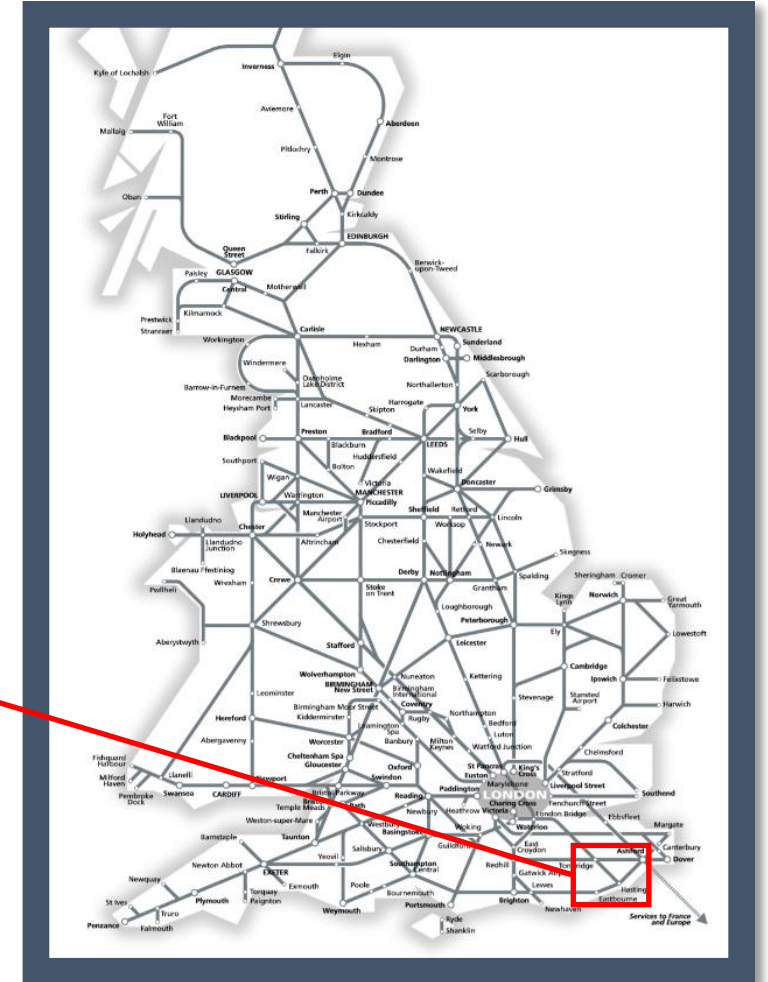 Elgin
Inverness
Kyle of Lochalsh
Aviemore
Fort
William
Aberdeen
Mallaig
Pitlochry
Montrose
Perth
Dundee
Oban
Stirling
Kirkcaldy
EDINBURGH
Queen
Street
Falkirk
Berwick-
upon-Tweed
Paisley
GLASGOW
Central
Motherwell
Kilmarnock
Prestwick
Stranraer
Carlisle
NEWCASTLE
Workington
Hexham
Durham
Sunderland
Darlington
Middlesbrough
Windermere
Scarborough
Oxenholme
Lake District
Northallerton
Barrow-in-Furness
Morecambe
Heysham Port
Lancaster
Harrogate
York
Skipton
Blackpool
Preston
Bradford
Selby
Hull
Blackburn
LEEDS
Huddersfield
Southport
Bolton
Wakefield
Wigan
Victoria
Doncaster
Grimsby
LIVERPOOL
Warrington
MANCHESTER
Piccadilly
Manchester
Airport
Sheffield
Retford
Lincoln
Llandudno
Chester
Stockport
Worksop
Holyhead
Llandudno
Junction
Altrincham
Chesterfield
Newark
Skegness
Blaenau Ffestiniog
Derby
Nottingham
Pwllheli
Wrexham
Crewe
Stoke
on Trent
Grantham
Spalding
Sheringham
Cromer
Kings
Lynn
Norwich
Great
Yarmouth
Loughborough
Peterborough
Shrewsbury
Ely
Lowestoft
Aberystwyth
Stafford
Leicester
Wolverhampton
Cambridge
BIRMINGHAM
New Street
Nuneaton
Kettering
Ipswich
Felixstowe
Leominster
Birmingham
International
Stansted
Airport
Birmingham Moor Street
Coventry
Stevenage
Harwich
Kidderminster
Rugby
Northampton
Hereford
Leamington
Spa
Bedford
Colchester
Abergavenny
Worcester
Banbury
Milton
Keynes
Luton
Cheltenham Spa
Watford Junction
Chelmsford
Fishguard
Harbour
Gloucester
Oxford
St Pancras
King's
Cross
Euston
Stratford
Milford
Haven
Llanelli
Newport
Swindon
Marylebone
Liverpool Street
Pembroke
Dock
Swansea
CARDIFF
Bristol Parkway
Reading
Paddington
LONDON
Southend
Temple Meads
Bath
Newbury
Heathrow
Victoria
Charing Cross
Fenchurch Street
London Bridge
Ebbsfleet
Weston-super-Mare
Westbury
Basingstoke
Woking
Waterloo
Margate
Barnstaple
Taunton
Salisbury
Guildford
East
Croydon
Ashford
Canterbury
Dover
Yeovil
Newton Abbot
Southampton
Central
Redhill
Tonbridge
Gatwick
EXETER
Newquay
Exmouth
Poole
Bournemouth
Lewes
Hasting
St Ives
Plymouth
Torquay
Paignton
Weymouth
Portsmouth
Brighton
Newhaven
Eastbourne
Truro
Penzance
Falmouth
Ryde
Shanklin
Services to France
and Europe